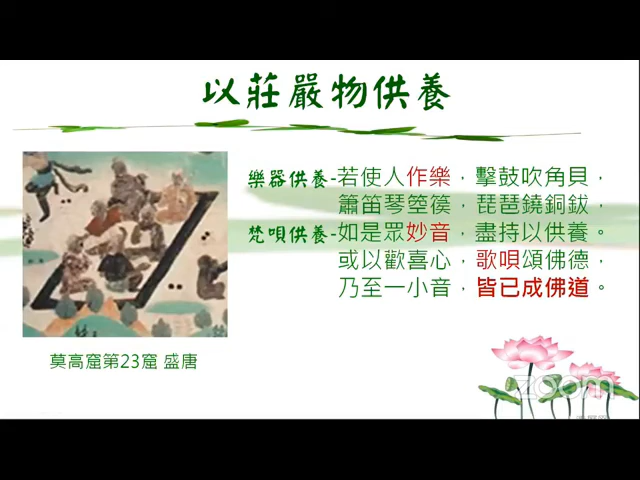 以莊嚴物供養
樂器供養-若使人作樂，擊鼓吹角貝，
簫笛琴箜篌，琵琶鐃銅鈸，
梵唄供養-如是眾妙音，盡持以供養。
或以歡喜心，歌唄頌佛德，
乃至一小音，皆已成佛道。
莫高窟第23窟 盛唐
zoom